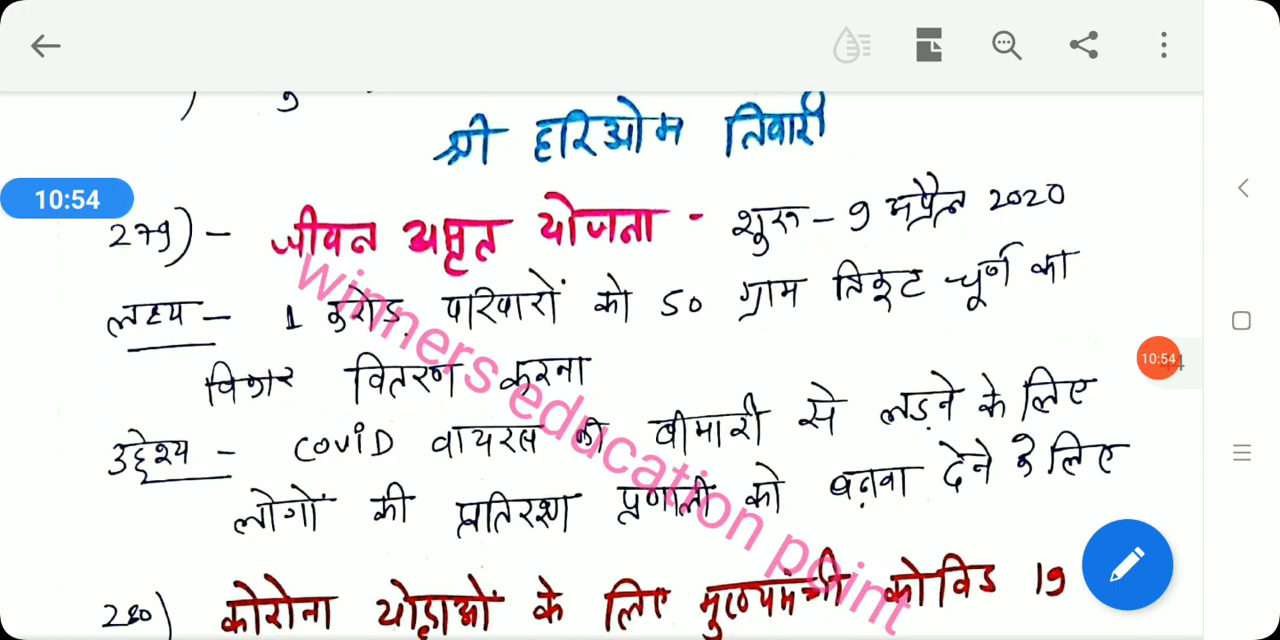 श्री हरिओम तिवारी
10:54
279) - जीवन अमृत योजना - शुरू - 9 अप्रैल 2020
लक्ष्य - 1 करोड़ परिवारों को 50 ग्राम त्रिकूट चूर्ण का
वितरण करना
उद्देश्य - COVID वायरस की बीमारी से लड़ने के लिए
लोगों की प्रतिरक्षा प्रणाली को बढ़ावा देने के लिए
280) कोरोना योद्धाओं के लिए मुख्यमंत्री कोविड 19
winners education point
10:54